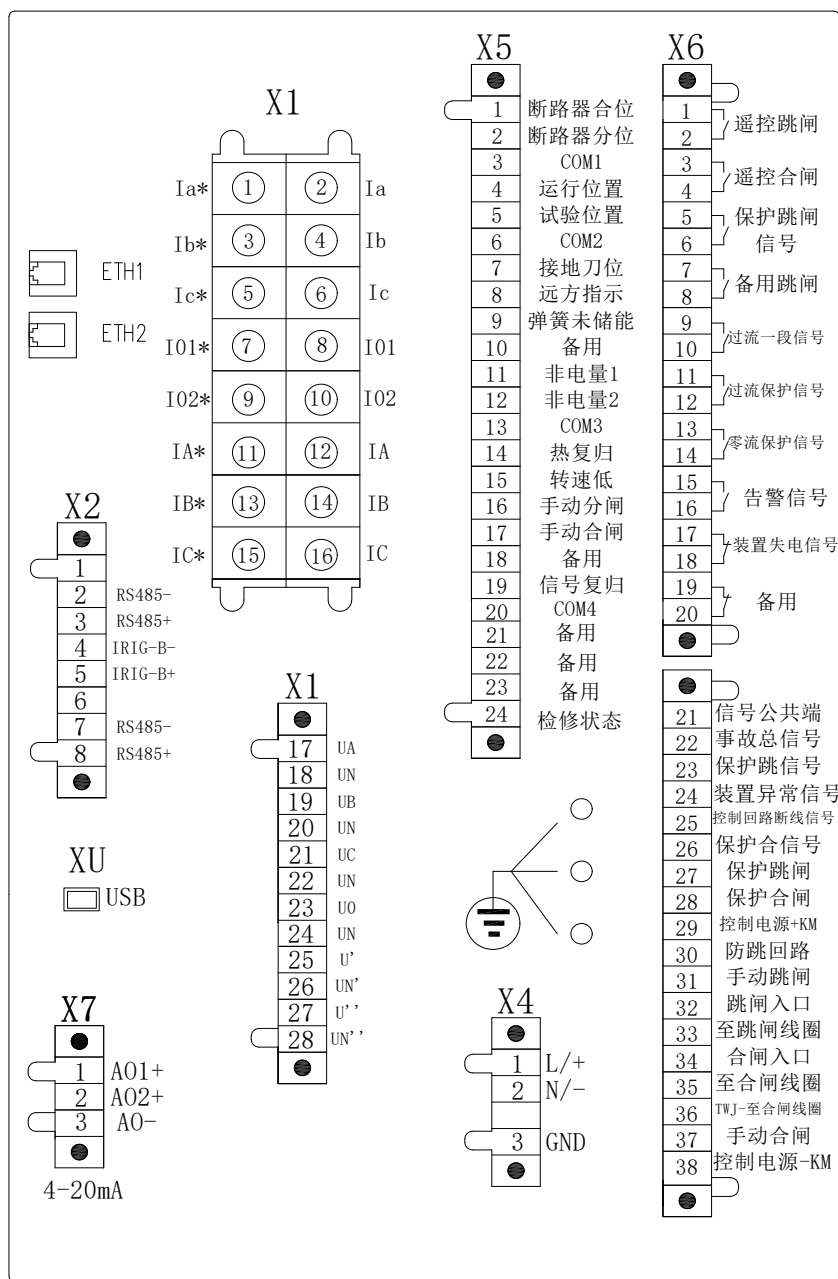 X1
Ia* 1 2 Ia
Ib* 3 4 Ib
Ic* 5 6 Ic
I01* 7 8 I01
I02* 9 10 I02
IA* 11 12 IA
IB* 13 14 IB
IC* 15 16 IC
ETH1
ETH2
X2
1
2 RS485-
3 RS485+
4 IRIG-B-
5 IRIG-B+
6
7 RS485-
8 RS485+
XU
USB
X7
1 AO1+
2 AO2+
3 AO-
4-20mA
X1
17 UA
18 UN
19 UB
20 UN
21 UC
22 UN
23 U0
24 UN
25 U'
26 UN'
27 U''
28 UN''
X5
1 断路器合位
2 断路器分位
3 COM1
4 运行位置
5 试验位置
6 COM2
7 接地刀位
8 远方指示
9 弹簧未储能
10 备用
11 非电量1
12 非电量2
13 COM3
14 热复归
15 转速低
16 手动分闸
17 手动合闸
18 备用
19 信号复归
20 COM4
21 备用
22 备用
23 备用
24 检修状态
X4
1 L/+
2 N/-
3 GND
X6
1
2
遥控跳闸
3
4
遥控合闸
5
6
保护跳闸
信号
7
8
备用跳闸
9
10
过流一段信号
11
12
过流保护信号
13
14
零流保护信号
15
16
告警信号
17
18
装置失电信号
19
20
备用
21 信号公共端
22 事故总信号
23 保护跳信号
24 装置异常信号
25 控制回路断线信号
26 保护合信号
27 保护跳闸
28 保护合闸
29 控制电源+KM
30 防跳回路
31 手动跳闸
32 跳闸入口
33 至跳闸线圈
34 合闸入口
35 至合闸线圈
36 TWJ-至合闸线圈
37 手动合闸
38 控制电源-KM